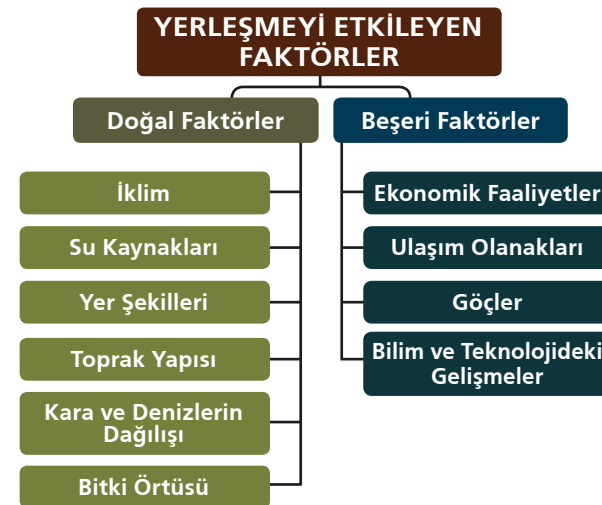 YERLEŞMEYİ ETKİLEYEN
FAKTÖRLER
Doğal Faktörler
İklim
Su Kaynakları
Yer Şekilleri
Toprak Yapısı
Kara ve Denizlerin
Dağılışı
Bitki Örtüsü
Beşeri Faktörler
Ekonomik Faaliyetler
Ulaşım Olanakları
Göçler
Bilim ve Teknolojideki
Gelişmeler